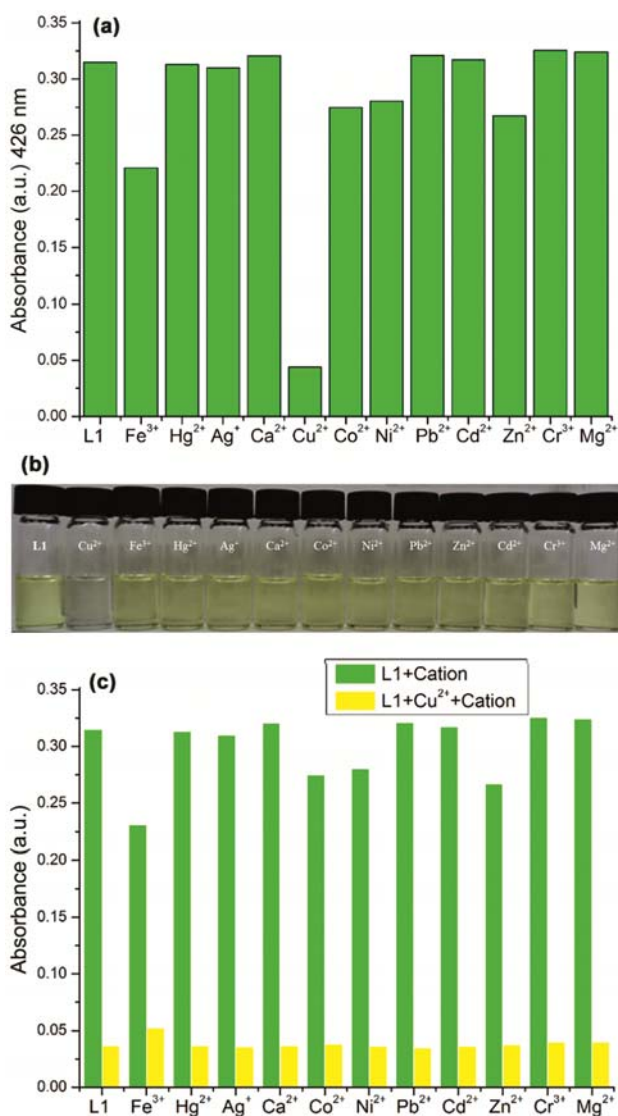 (a)
Absorbance (a.u.) 426 nm
0.35
0.30
0.25
0.20
0.15
0.10
0.05
0.00
L1 Fe³⁺ Hg²⁺ Ag⁺ Ca²⁺ Cu²⁺ Co²⁺ Ni²⁺ Pb²⁺ Cd²⁺ Zn²⁺ Cr³⁺ Mg²⁺
(b)
L1 Cu²⁺ Fe³⁺ Hg²⁺ Ag⁺ Ca²⁺ Co²⁺ Ni²⁺ Pb²⁺ Zn²⁺ Cd²⁺ Cr³⁺ Mg²⁺
(c)
L1+Cation
L1+Cu²⁺+Cation
Absorbance (a.u.)
0.35
0.30
0.25
0.20
0.15
0.10
0.05
0.00
L1 Fe³⁺ Hg²⁺ Ag⁺ Ca²⁺ Co²⁺ Ni²⁺ Pb²⁺ Cd²⁺ Zn²⁺ Cr³⁺ Mg²⁺